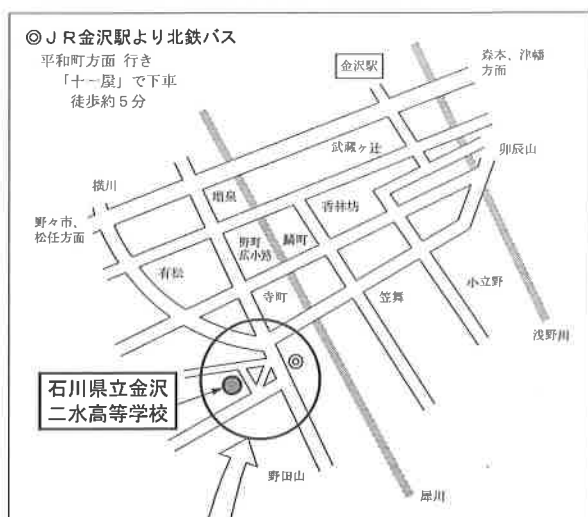 ◎JR金沢駅より北鉄バス
平和町方面 行き
「十一屋」で下車
徒歩約5分
金沢駅
森本、津幡
方面
武蔵ヶ辻
卯辰山
横川
増泉
香林坊
野々市、
松任方面
野町
広小路
鱗町
有松
寺町
笠舞
小立野
浅野川
石川県立金沢
二水高等学校
野田山
犀川